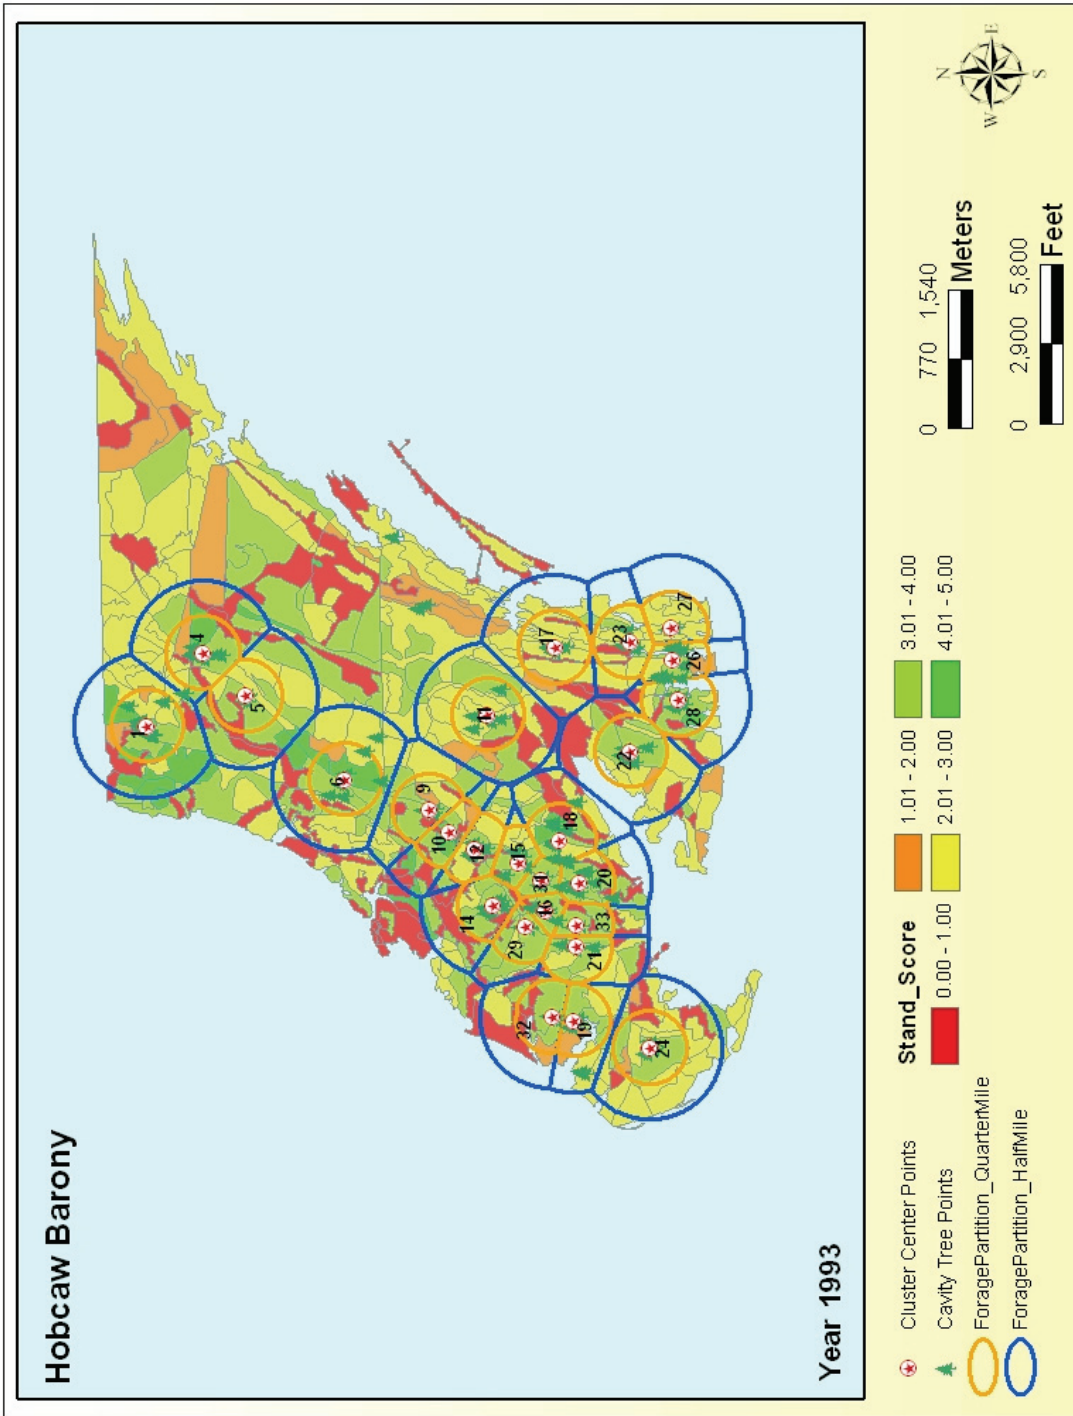 Hobcaw Barony
1
4
5
6
9
10
11
12
14
15
17
18
31
16
20
29
33
21
22
23
27
26
28
32
19
24
Year 1993
N
W
E
S
Cluster Center Points
Cavity Tree Points
ForagePartition_QuarterMile
ForagePartition_HalfMile
Stand_Score
0.00 - 1.00
1.01 - 2.00
2.01 - 3.00
3.01 - 4.00
4.01 - 5.00
0 770 1,540
Meters
0 2,900 5,800
Feet